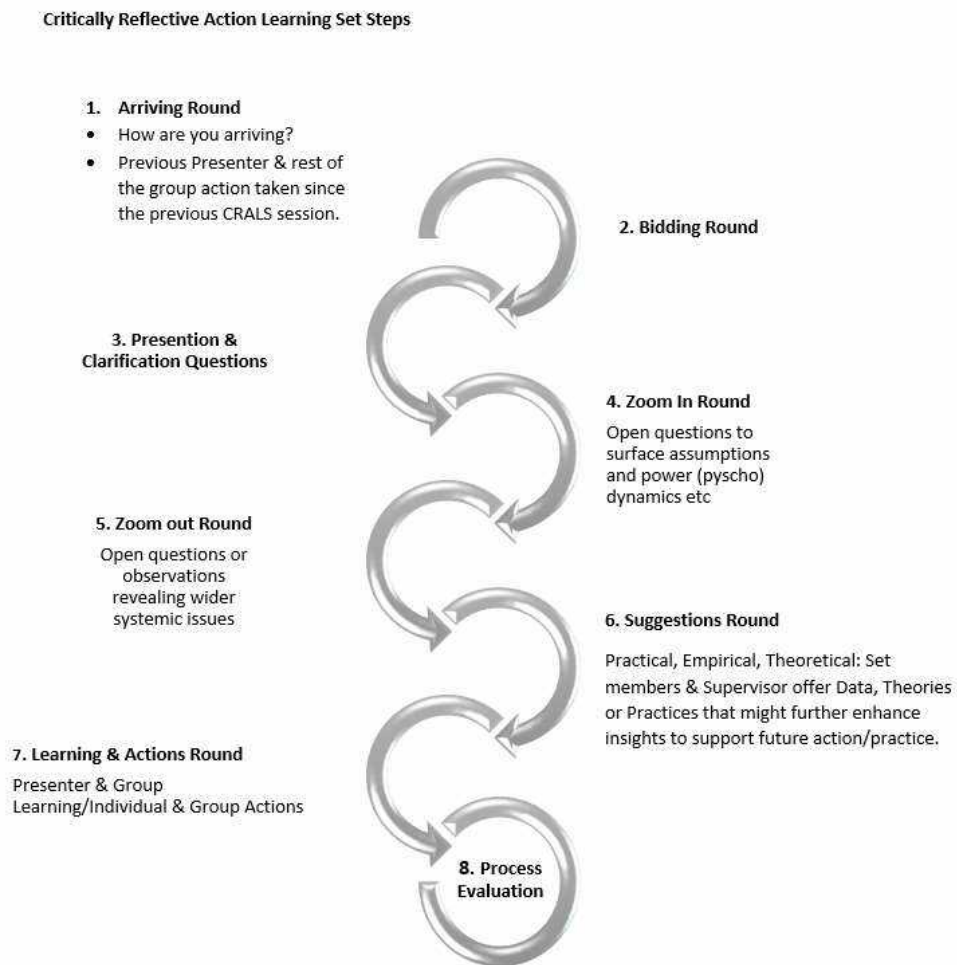 Critically Reflective Action Learning Set Steps
1. Arriving Round
• How are you arriving?
• Previous Presenter & rest of
the group action taken since
the previous CRALS session.
2. Bidding Round
3. Presention &
Clarification Questions
4. Zoom In Round
Open questions to
surface assumptions
and power (pyscho)
dynamics etc
5. Zoom out Round
Open questions or
observations
revealing wider
systemic issues
6. Suggestions Round
Practical, Empirical, Theoretical: Set
members & Supervisor offer Data, Theories
or Practices that might further enhance
insights to support future action/practice.
7. Learning & Actions Round
Presenter & Group
Learning/Individual & Group Actions
8. Process
Evaluation